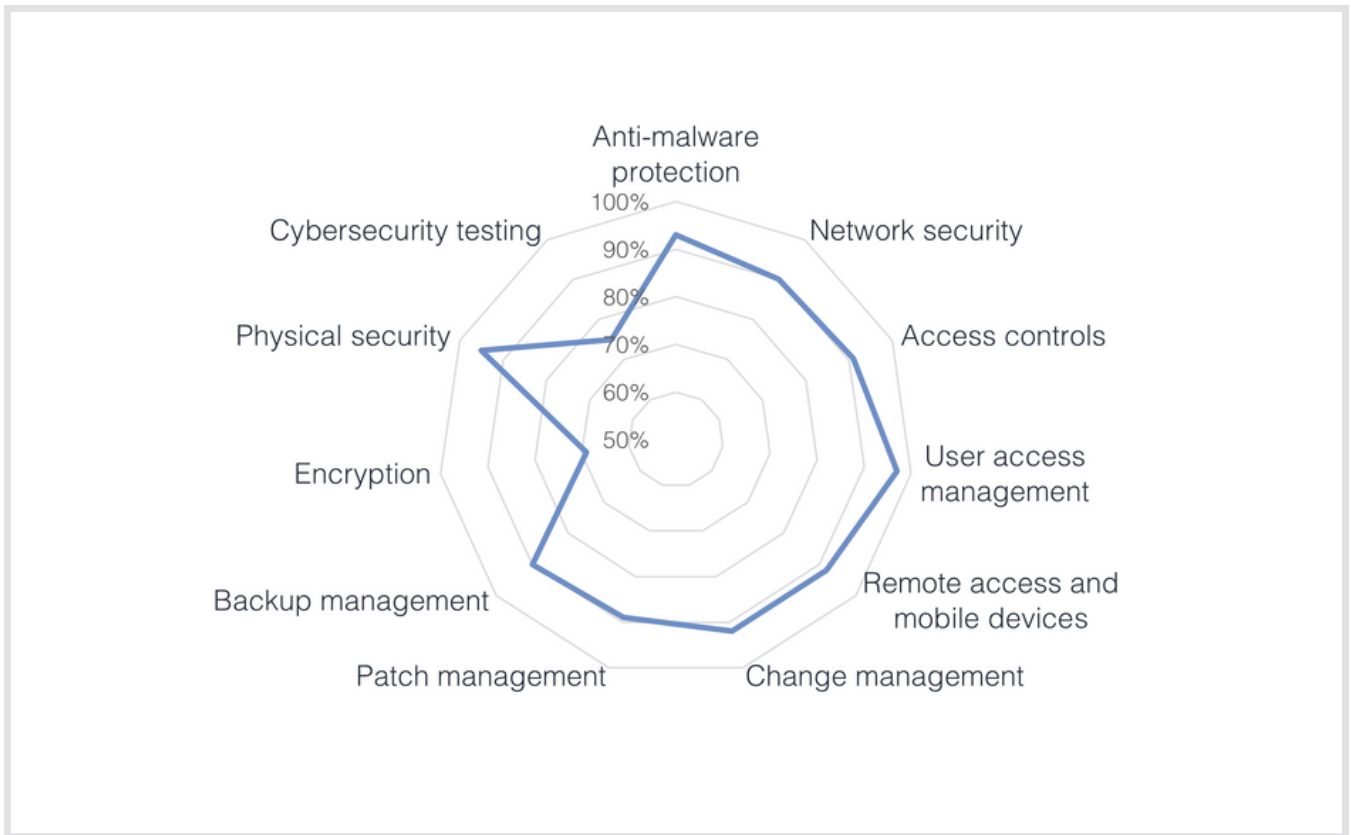 Anti-malware
protection
100%
Cybersecurity testing
Network security
90%
80%
Physical security
Access controls
70%
60%
50%
User access
management
Encryption
Remote access and
mobile devices
Backup management
Patch management
Change management